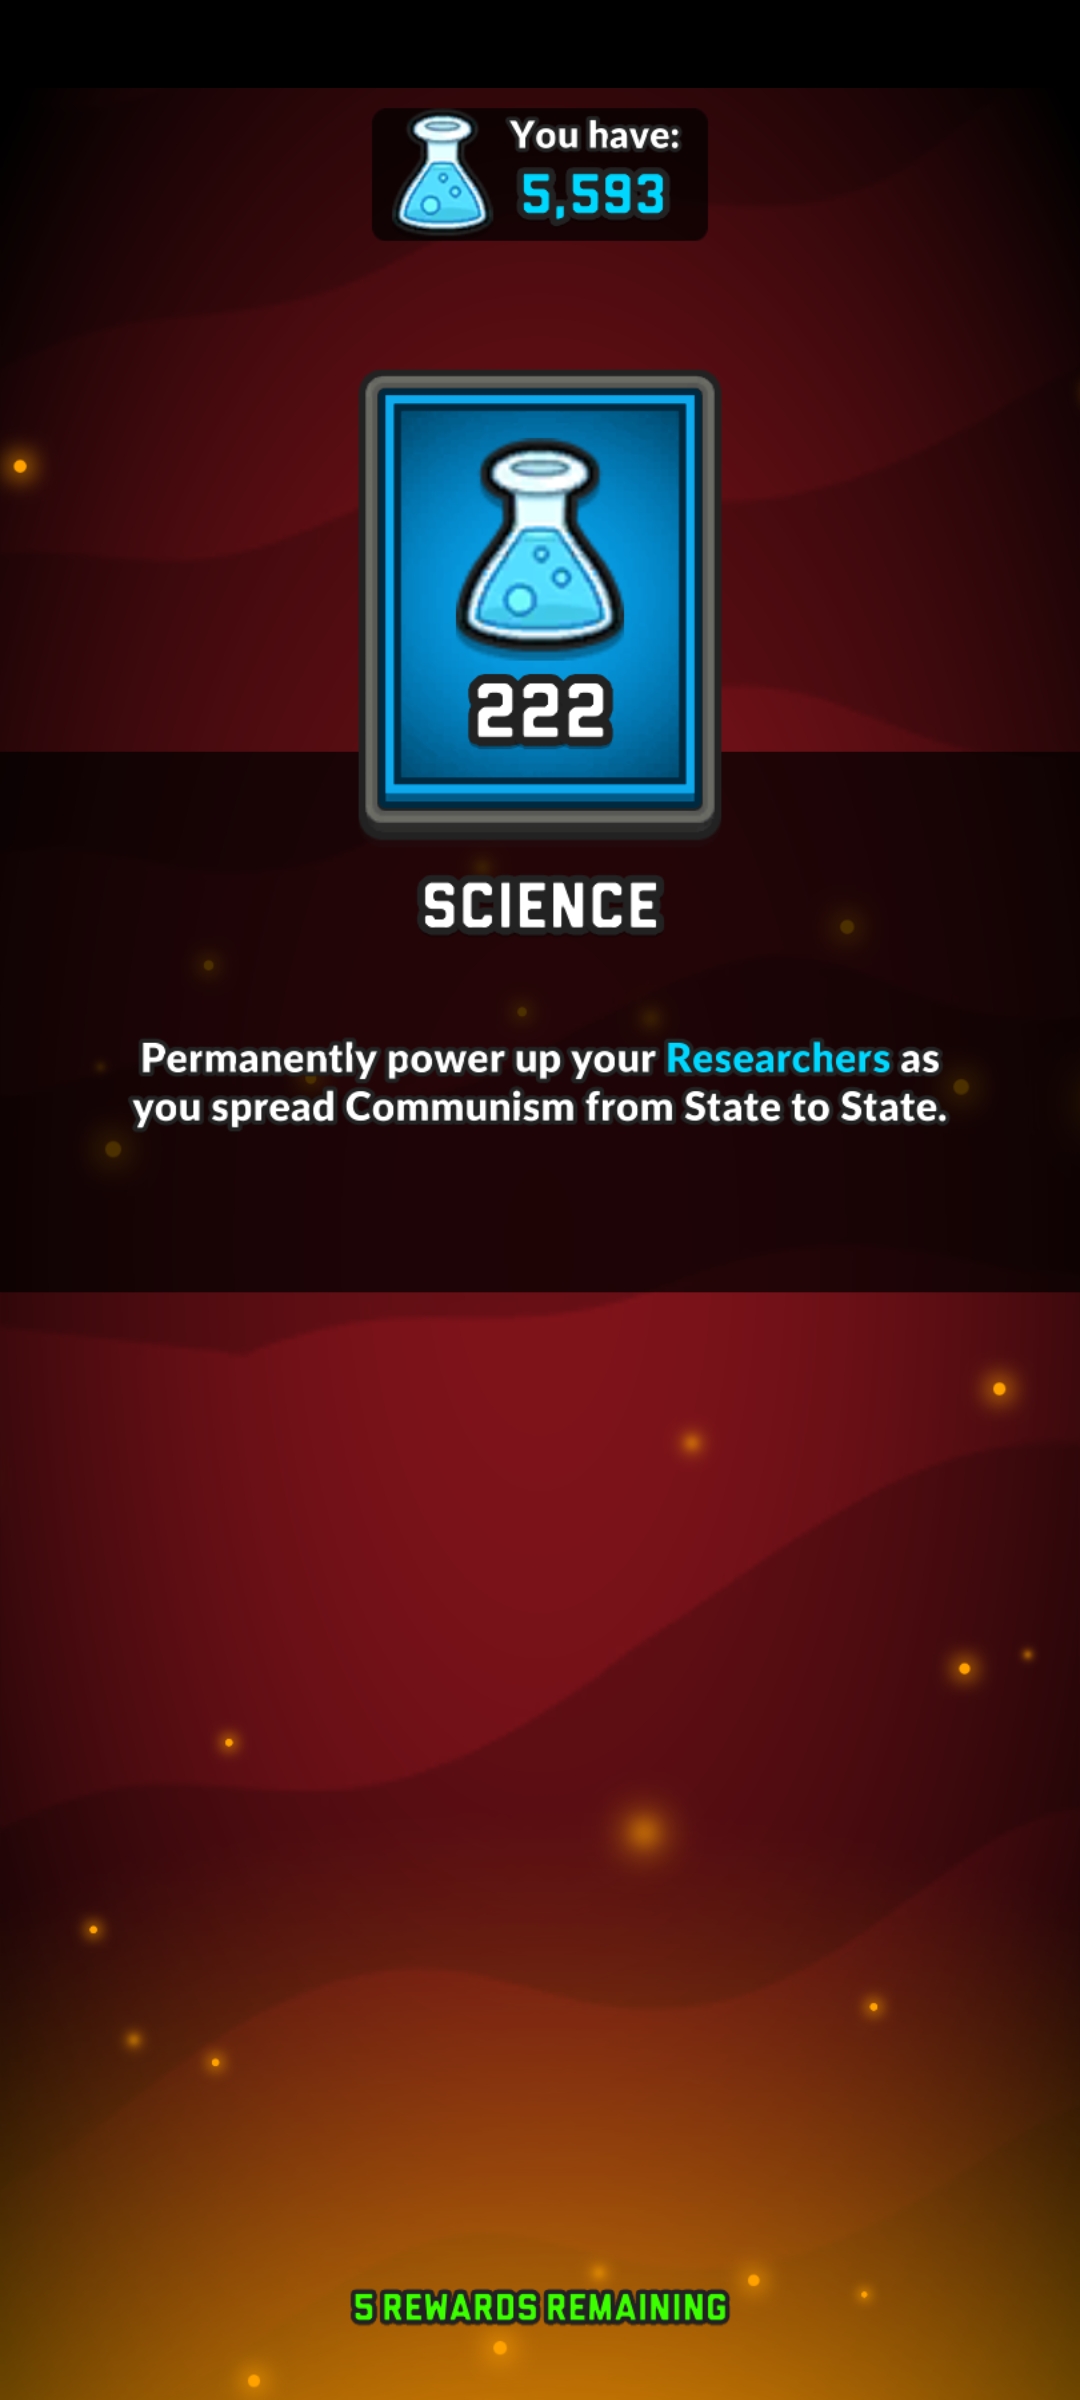 You have:
5,593
222
SCIENCE
Permanently power up your Researchers as
you spread Communism from State to State.
5 REWARDS REMAINING